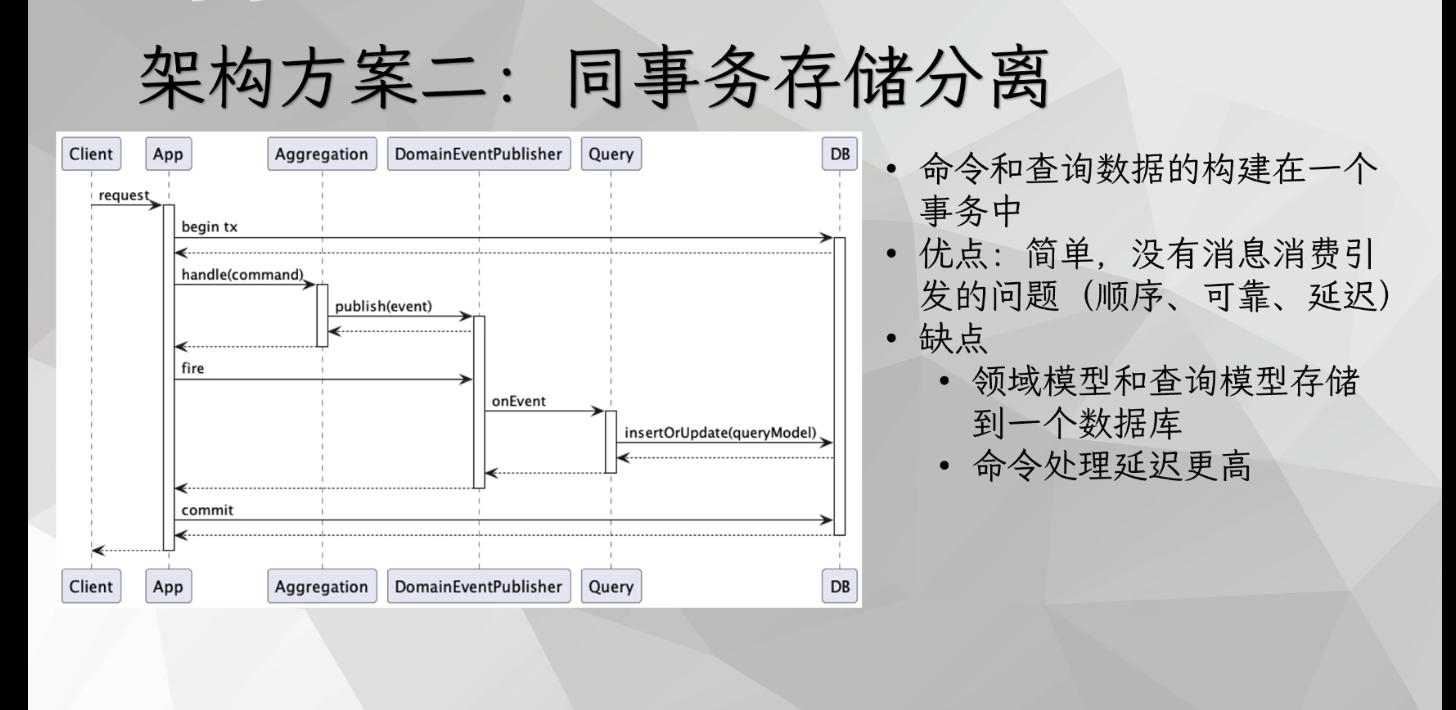 架构方案二：同事务存储分离
Client App Aggregation DomainEventPublisher Query DB
request
begin tx
handle(command)
publish(event)
fire
onEvent
insertOrUpdate(queryModel)
commit
Client App Aggregation DomainEventPublisher Query DB
• 命令和查询数据的构建在一个
事务中
• 优点：简单，没有消息消费引
发的问题（顺序、可靠、延迟）
• 缺点
• 领域模型和查询模型存储
到一个数据库
• 命令处理延迟更高